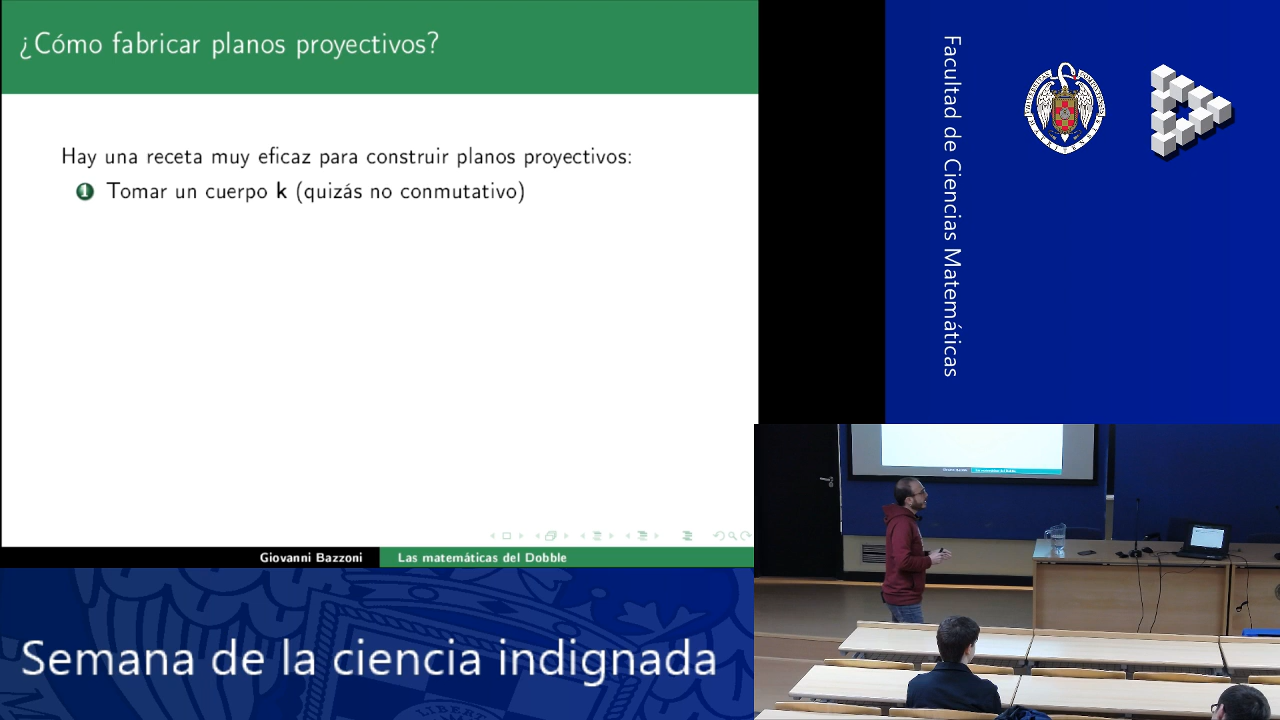 ¿Cómo fabricar planos proyectivos?
Hay una receta muy eficaz para construir planos proyectivos:
1 Tomar un cuerpo k (quizás no conmutativo)
Giovanni Bazzoni
Las matemáticas del Dobble
Semana de la ciencia indignada
Facultad de Ciencias Matemáticas
LIBERT